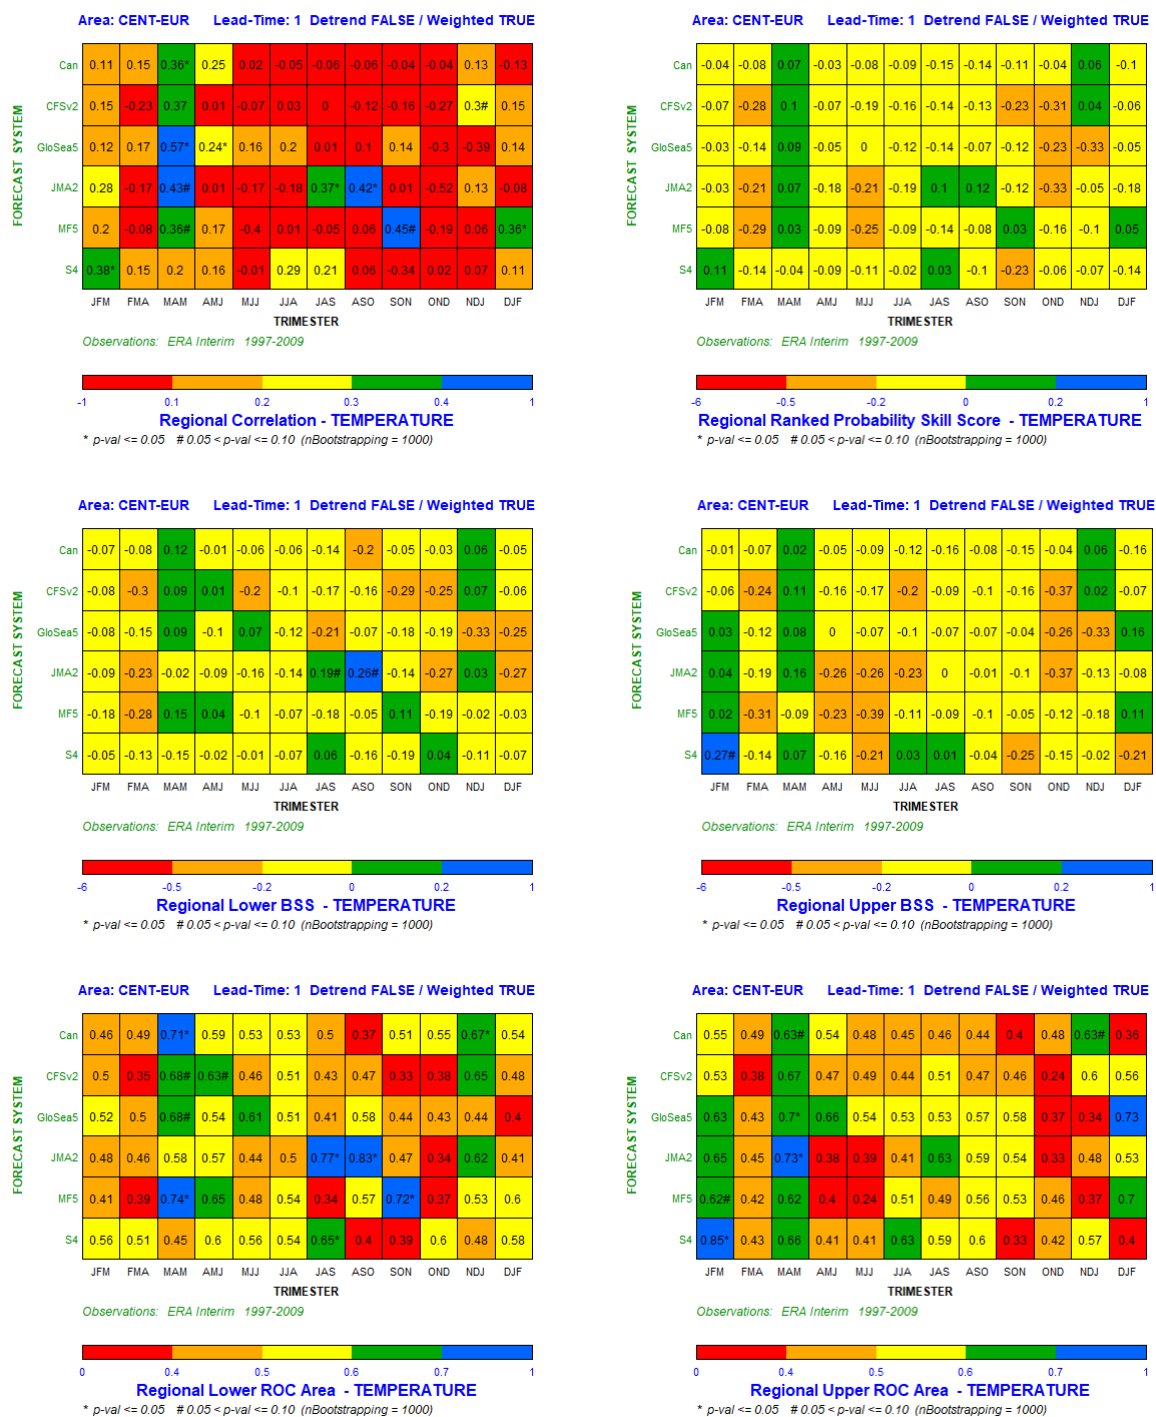 Area: CENT-EUR Lead-Time: 1 Detrend FALSE / Weighted TRUE
FORECAST SYSTEM
Can 0.11 0.15 0.36* 0.25 0.02 -0.05 -0.06 -0.06 -0.04 -0.04 0.13 -0.13
CFSv2 0.15 -0.23 0.37 0.01 -0.07 0.03 0 -0.12 -0.16 -0.27 0.3# 0.15
GloSea5 0.12 0.17 0.57* 0.24* 0.16 0.2 0.01 0.1 0.14 -0.3 -0.39 0.14
JMA2 0.28 -0.17 0.43# 0.01 -0.17 -0.18 0.37* 0.42* 0.01 -0.52 0.13 -0.08
MF5 0.2 -0.08 0.36# 0.17 -0.4 0.01 -0.05 0.06 0.45# -0.19 0.06 0.36*
S4 0.38* 0.15 0.2 0.16 -0.01 0.29 0.21 0.06 -0.34 0.02 0.07 0.11
JFM FMA MAM AMJ MJJ JJA JAS ASO SON OND NDJ DJF
TRIMESTER
Observations: ERA Interim 1997-2009
-1 0.1 0.2 0.3 0.4 1
Regional Correlation - TEMPERATURE
* p-val <= 0.05 # 0.05 < p-val <= 0.10 (nBootstrapping = 1000)
Area: CENT-EUR Lead-Time: 1 Detrend FALSE / Weighted TRUE
FORECAST SYSTEM
Can -0.04 -0.08 0.07 -0.03 -0.08 -0.09 -0.15 -0.14 -0.11 -0.04 0.06 -0.1
CFSv2 -0.07 -0.28 0.1 -0.07 -0.19 -0.16 -0.14 -0.13 -0.23 -0.31 0.04 -0.06
GloSea5 -0.03 -0.14 0.09 -0.05 0 -0.12 -0.14 -0.07 -0.12 -0.23 -0.33 -0.05
JMA2 -0.03 -0.21 0.07 -0.18 -0.21 -0.19 0.1 0.12 -0.12 -0.33 -0.05 -0.18
MF5 -0.08 -0.29 0.03 -0.09 -0.25 -0.09 -0.14 -0.08 0.03 -0.16 -0.1 0.05
S4 0.11 -0.14 -0.04 -0.09 -0.11 -0.02 0.03 -0.1 -0.23 -0.06 -0.07 -0.14
JFM FMA MAM AMJ MJJ JJA JAS ASO SON OND NDJ DJF
TRIMESTER
Observations: ERA Interim 1997-2009
-6 -0.5 -0.2 0 0.2 1
Regional Ranked Probability Skill Score - TEMPERATURE
* p-val <= 0.05 # 0.05 < p-val <= 0.10 (nBootstrapping = 1000)
Area: CENT-EUR Lead-Time: 1 Detrend FALSE / Weighted TRUE
FORECAST SYSTEM
Can -0.07 -0.08 0.12 -0.01 -0.06 -0.06 -0.14 -0.2 -0.05 -0.03 0.06 -0.05
CFSv2 -0.08 -0.3 0.09 0.01 -0.2 -0.1 -0.17 -0.16 -0.29 -0.25 0.07 -0.06
GloSea5 -0.08 -0.15 0.09 -0.1 0.07 -0.12 -0.21 -0.07 -0.18 -0.19 -0.33 -0.25
JMA2 -0.09 -0.23 -0.02 -0.09 -0.16 -0.14 0.19# 0.26# -0.14 -0.27 0.03 -0.27
MF5 -0.18 -0.28 0.15 0.04 -0.1 -0.07 -0.18 -0.05 0.11 -0.19 -0.02 -0.03
S4 -0.05 -0.13 -0.15 -0.02 -0.01 -0.07 0.06 -0.16 -0.19 0.04 -0.11 -0.07
JFM FMA MAM AMJ MJJ JJA JAS ASO SON OND NDJ DJF
TRIMESTER
Observations: ERA Interim 1997-2009
-6 -0.5 -0.2 0 0.2 1
Regional Lower BSS - TEMPERATURE
* p-val <= 0.05 # 0.05 < p-val <= 0.10 (nBootstrapping = 1000)
Area: CENT-EUR Lead-Time: 1 Detrend FALSE / Weighted TRUE
FORECAST SYSTEM
Can -0.01 -0.07 0.02 -0.05 -0.09 -0.12 -0.16 -0.08 -0.15 -0.04 0.06 -0.16
CFSv2 -0.06 -0.24 0.11 -0.16 -0.17 -0.2 -0.09 -0.14 -0.16 -0.37 0.02 -0.07
GloSea5 0.03 -0.12 0.08 0 -0.07 -0.1 -0.07 -0.07 -0.04 -0.26 -0.33 0.16
JMA2 0.04 -0.19 0.16 -0.26 -0.26 -0.23 0 -0.01 -0.1 -0.37 -0.13 -0.08
MF5 0.02 -0.31 -0.09 -0.23 -0.39 -0.11 -0.09 -0.1 -0.05 -0.12 -0.18 0.11
S4 0.27# -0.14 0.07 -0.16 -0.21 0.03 0.01 -0.04 -0.25 -0.15 -0.02 -0.21
JFM FMA MAM AMJ MJJ JJA JAS ASO SON OND NDJ DJF
TRIMESTER
Observations: ERA Interim 1997-2009
-6 -0.5 -0.2 0 0.2 1
Regional Upper BSS - TEMPERATURE
* p-val <= 0.05 # 0.05 < p-val <= 0.10 (nBootstrapping = 1000)
Area: CENT-EUR Lead-Time: 1 Detrend FALSE / Weighted TRUE
FORECAST SYSTEM
Can 0.46 0.49 0.71* 0.59 0.53 0.53 0.5 0.37 0.51 0.55 0.67* 0.54
CFSv2 0.5 0.35 0.68# 0.63# 0.46 0.51 0.43 0.47 0.33 0.38 0.65 0.48
GloSea5 0.52 0.5 0.68# 0.54 0.61 0.51 0.41 0.58 0.44 0.43 0.44 0.4
JMA2 0.48 0.46 0.58 0.57 0.44 0.5 0.77* 0.83* 0.47 0.34 0.62 0.41
MF5 0.41 0.39 0.74* 0.65 0.48 0.54 0.34 0.57 0.72* 0.37 0.53 0.6
S4 0.56 0.51 0.45 0.6 0.56 0.54 0.65* 0.4 0.39 0.6 0.48 0.58
JFM FMA MAM AMJ MJJ JJA JAS ASO SON OND NDJ DJF
TRIMESTER
Observations: ERA Interim 1997-2009
0 0.4 0.5 0.6 0.7 1
Regional Lower ROC Area - TEMPERATURE
* p-val <= 0.05 # 0.05 < p-val <= 0.10 (nBootstrapping = 1000)
Area: CENT-EUR Lead-Time: 1 Detrend FALSE / Weighted TRUE
FORECAST SYSTEM
Can 0.55 0.49 0.63# 0.54 0.48 0.45 0.46 0.44 0.4 0.48 0.63# 0.36
CFSv2 0.53 0.38 0.67 0.47 0.49 0.44 0.51 0.47 0.46 0.24 0.6 0.56
GloSea5 0.63 0.43 0.7* 0.66 0.54 0.53 0.53 0.57 0.58 0.37 0.34 0.73
JMA2 0.65 0.45 0.73* 0.38 0.39 0.41 0.63 0.59 0.54 0.33 0.48 0.53
MF5 0.62# 0.42 0.62 0.4 0.24 0.51 0.49 0.56 0.53 0.46 0.37 0.7
S4 0.85* 0.43 0.66 0.41 0.41 0.63 0.59 0.6 0.33 0.42 0.57 0.4
JFM FMA MAM AMJ MJJ JJA JAS ASO SON OND NDJ DJF
TRIMESTER
Observations: ERA Interim 1997-2009
0 0.4 0.5 0.6 0.7 1
Regional Upper ROC Area - TEMPERATURE
* p-val <= 0.05 # 0.05 < p-val <= 0.10 (nBootstrapping = 1000)